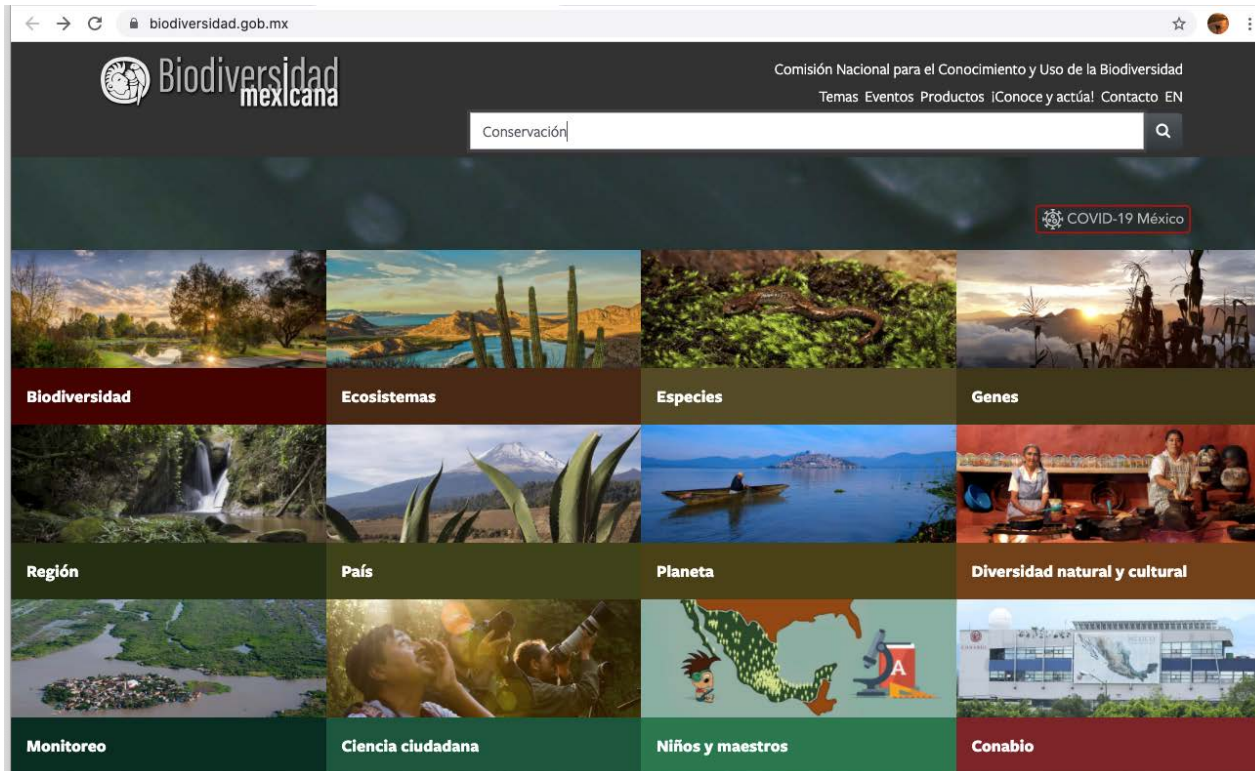 biodiversidad.gob.mx
Biodiversidad
mexicana
Comisión Nacional para el Conocimiento y Uso de la Biodiversidad
Temas Eventos Productos ¡Conoce y actúa! Contacto EN
Conservación
COVID-19 México
Biodiversidad
Ecosistemas
Especies
Genes
Región
País
Planeta
Diversidad natural y cultural
A
Monitoreo
Ciencia ciudadana
Niños y maestros
Conabio